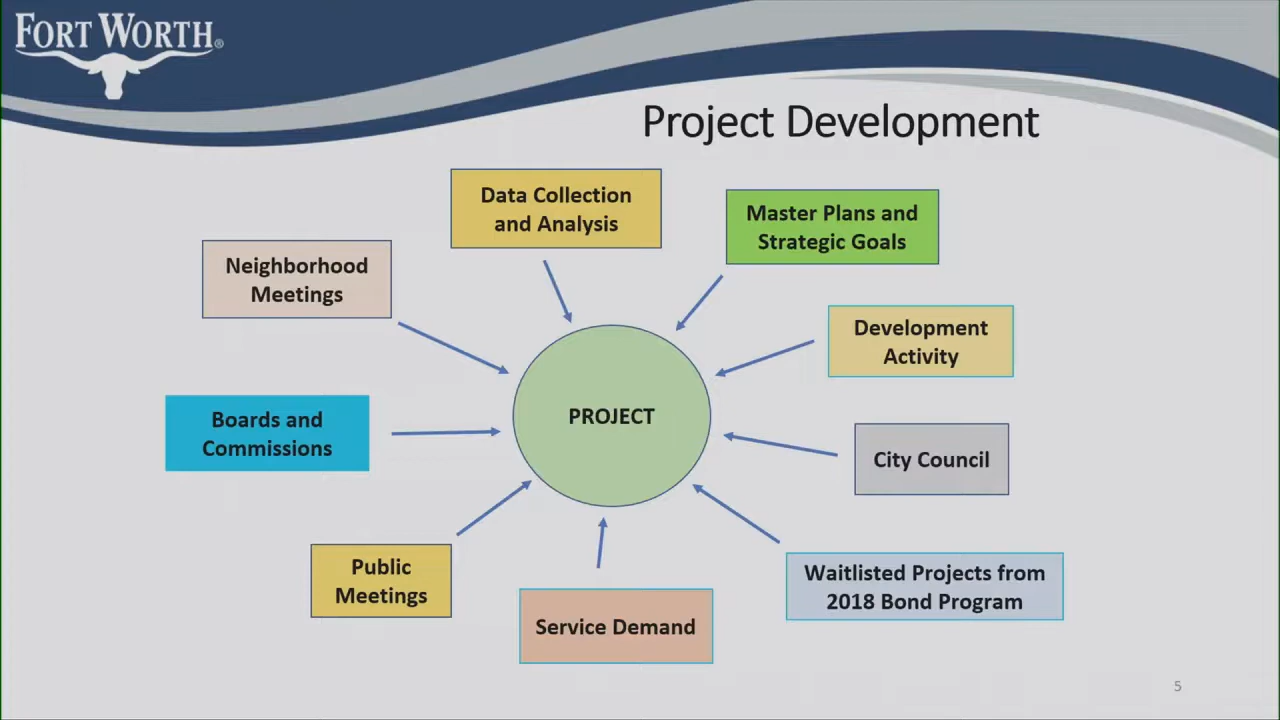 FORT WORTH®
Project Development
Data Collection
and Analysis
Master Plans and
Strategic Goals
Neighborhood
Meetings
Development
Activity
PROJECT
Boards and
Commissions
City Council
Public
Meetings
Waitlisted Projects from
2018 Bond Program
Service Demand
5